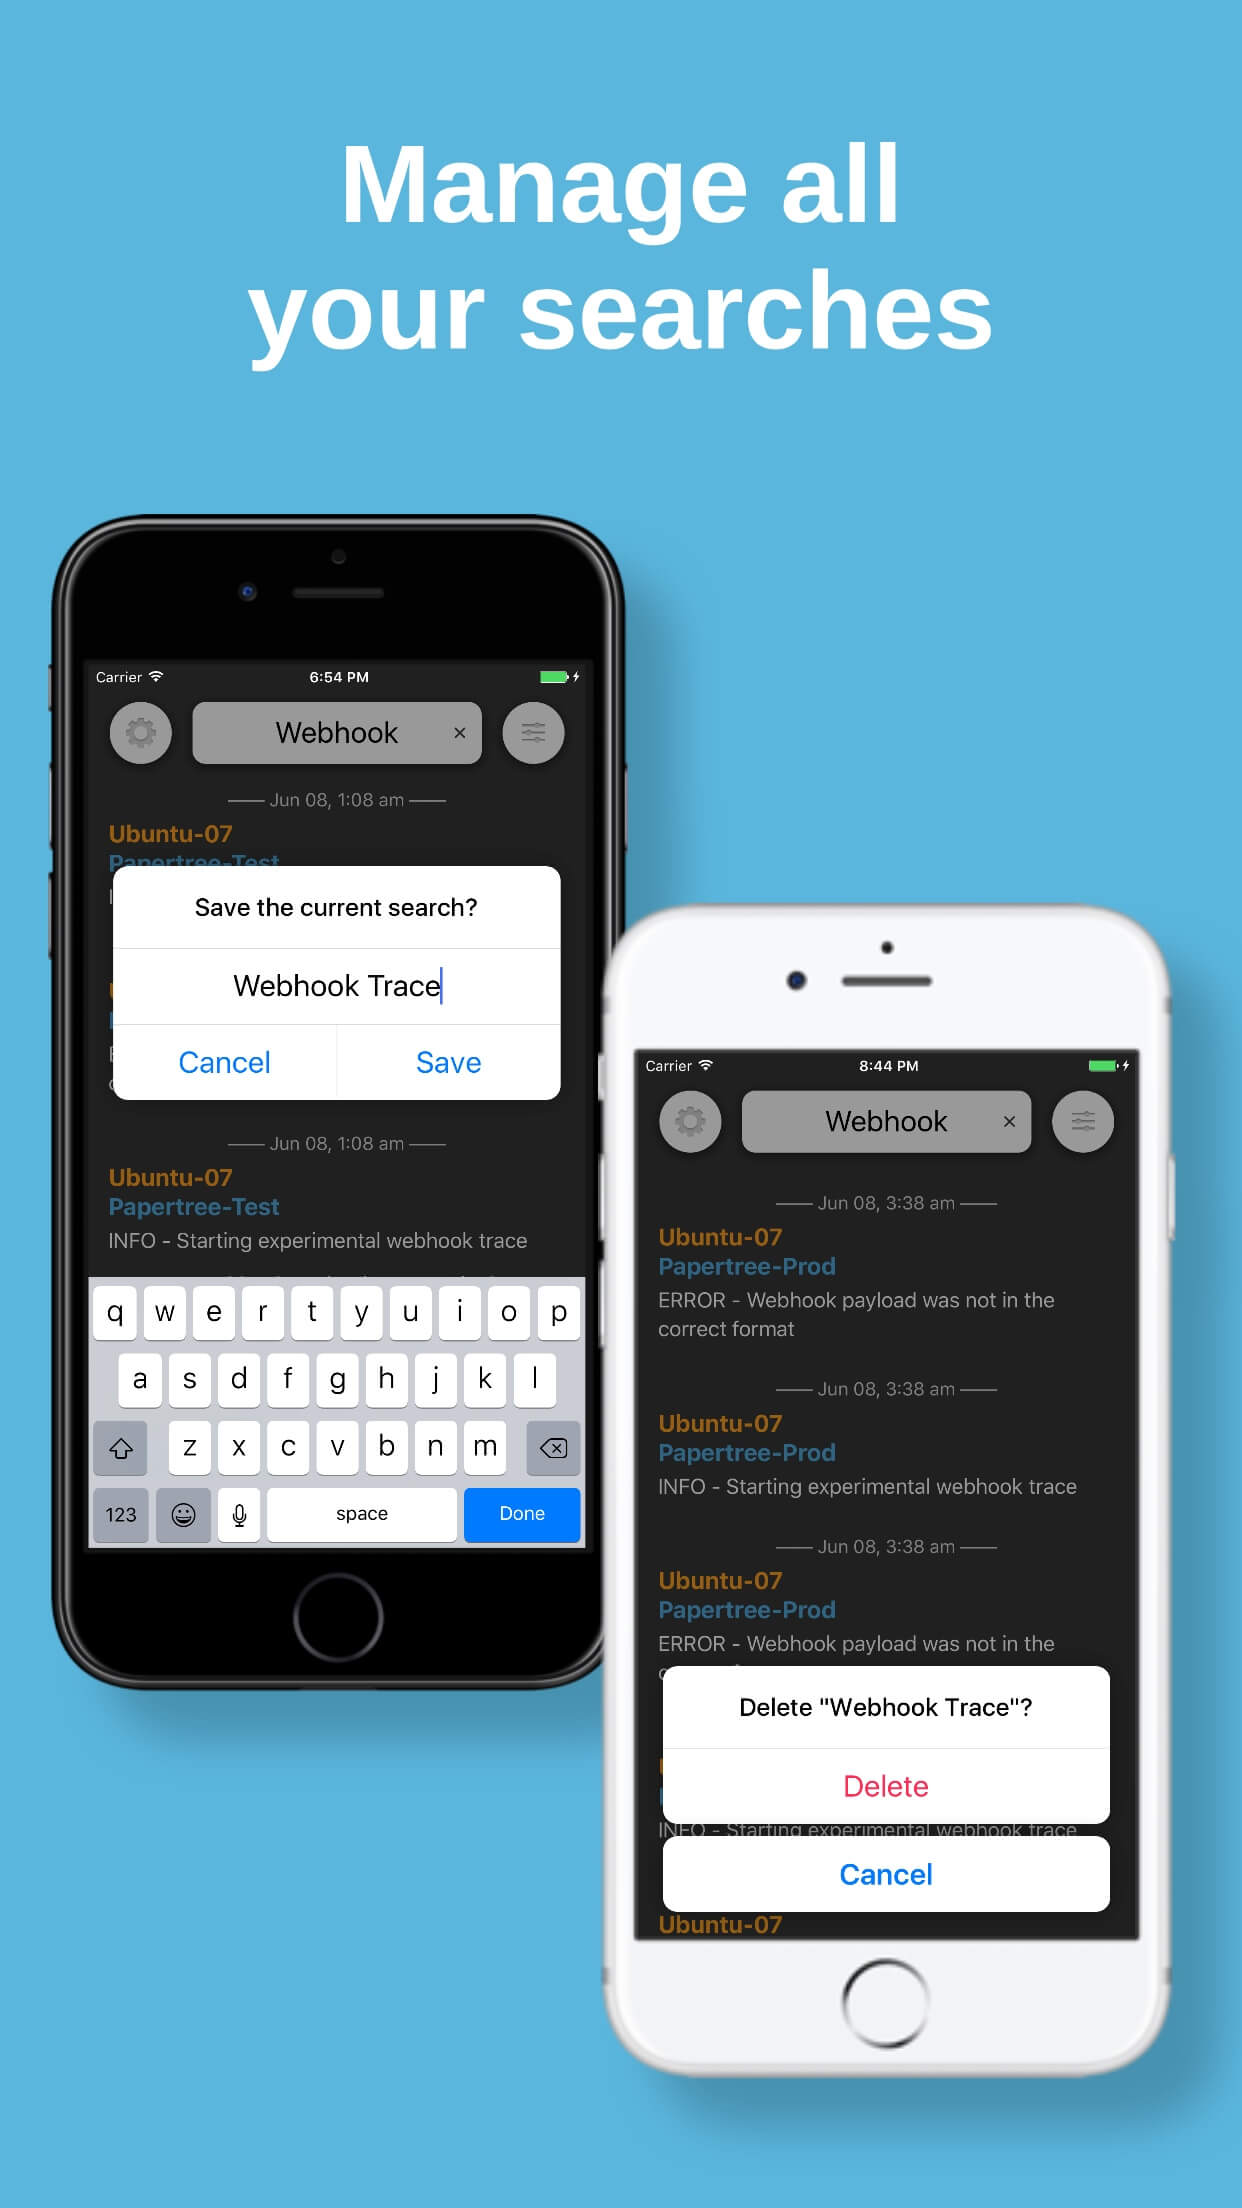 Manage all
your searches
Carrier
6:54 PM
Webhook
Jun 08, 1:08 am
Ubuntu-07
Papertree-Test
Save the current search?
Webhook Trace
Cancel Save
Jun 08, 1:08 am
Ubuntu-07
Papertree-Test
INFO - Starting experimental webhook trace
q w e r t y u i o p
a s d f g h j k l
z x c v b n m
123 space Done
Carrier
8:44 PM
Webhook
Jun 08, 3:38 am
Ubuntu-07
Papertree-Prod
ERROR - Webhook payload was not in the
correct format
Jun 08, 3:38 am
Ubuntu-07
Papertree-Prod
INFO - Starting experimental webhook trace
Jun 08, 3:38 am
Ubuntu-07
Papertree-Prod
ERROR - Webhook payload was not in the
Delete "Webhook Trace"?
Delete
INFO - Starting experimental webhook trace
Cancel
Ubuntu-07